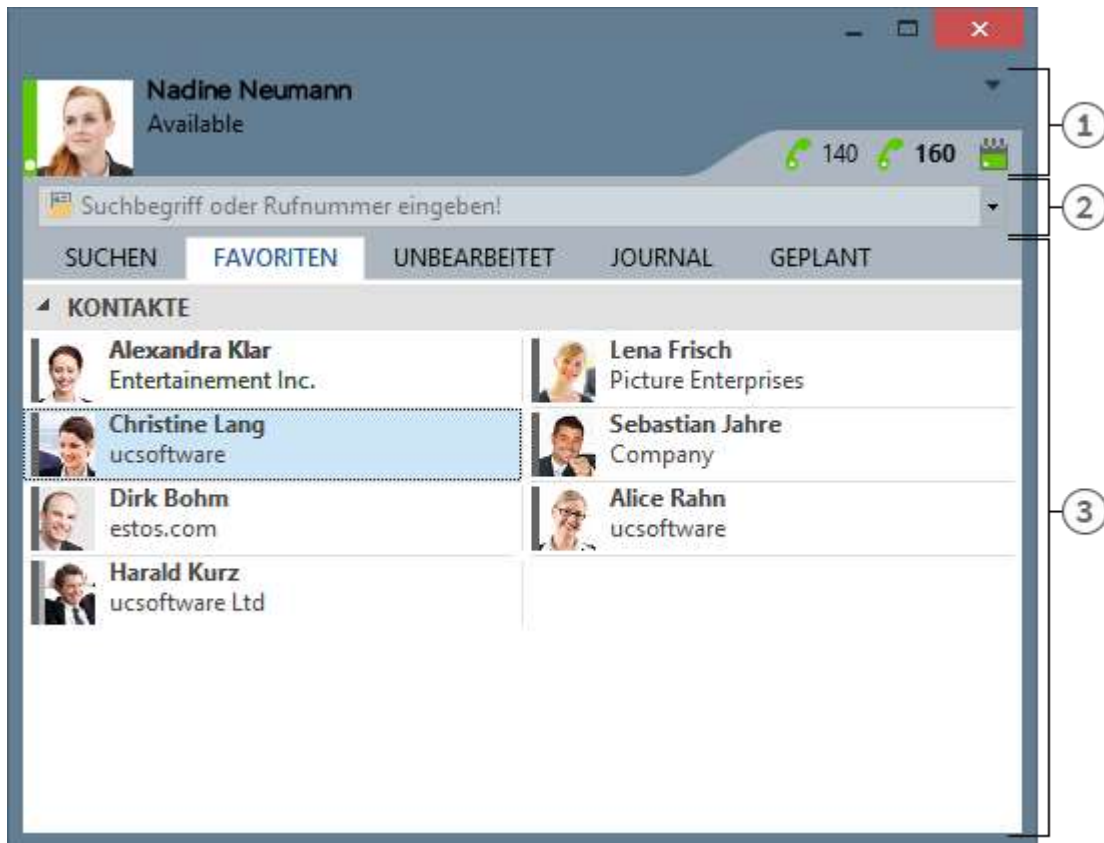 Nadine Neumann
Available
1
140 160
Suchbegriff oder Rufnummer eingeben!
2
SUCHEN FAVORITEN UNBEARBEITET JOURNAL GEPLANT
KONTAKTE
Alexandra Klar
Entertainement Inc.
Lena Frisch
Picture Enterprises
Christine Lang
ucsoftware
Sebastian Jahre
Company
Dirk Bohm
estos.com
Alice Rahn
ucsoftware
3
Harald Kurz
ucsoftware Ltd